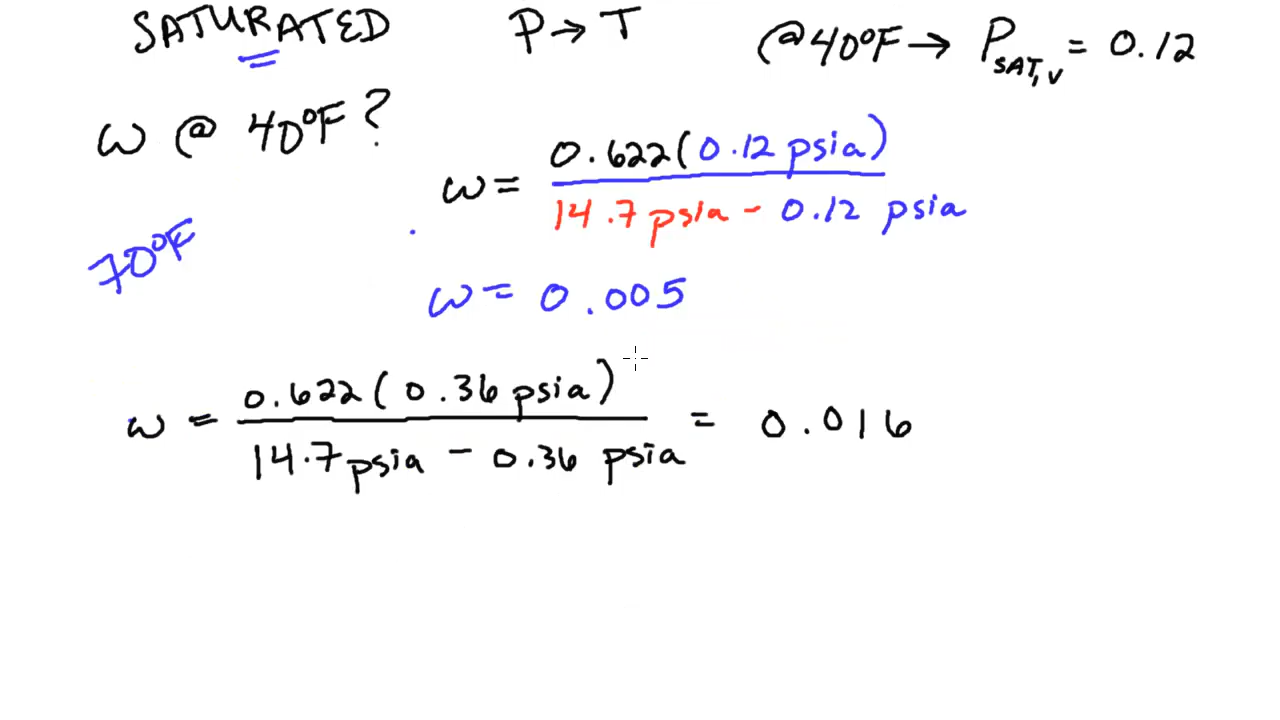 SATURATED P → T @40°F → P SAT, V = 0.12
ω @ 40°F?
ω = 0.622(0.12 psia) / 14.7 psia - 0.12 psia
70°F
ω = 0.005
ω = 0.622(0.36 psia) / 14.7 psia - 0.36 psia = 0.016